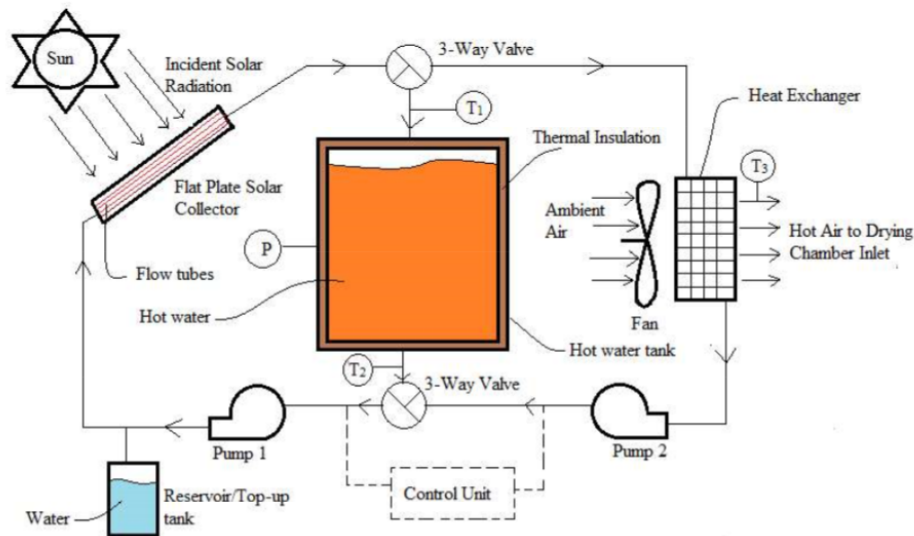 Sun
Incident Solar
Radiation
3-Way Valve
T1
Heat Exchanger
Thermal Insulation
T3
Flat Plate Solar
Collector
Ambient
Air
Hot Air to Drying
Chamber Inlet
P
Flow tubes
Hot water
Fan
Hot water tank
T2
3-Way Valve
Pump 1
Pump 2
Control Unit
Reservoir/Top-up
tank
Water